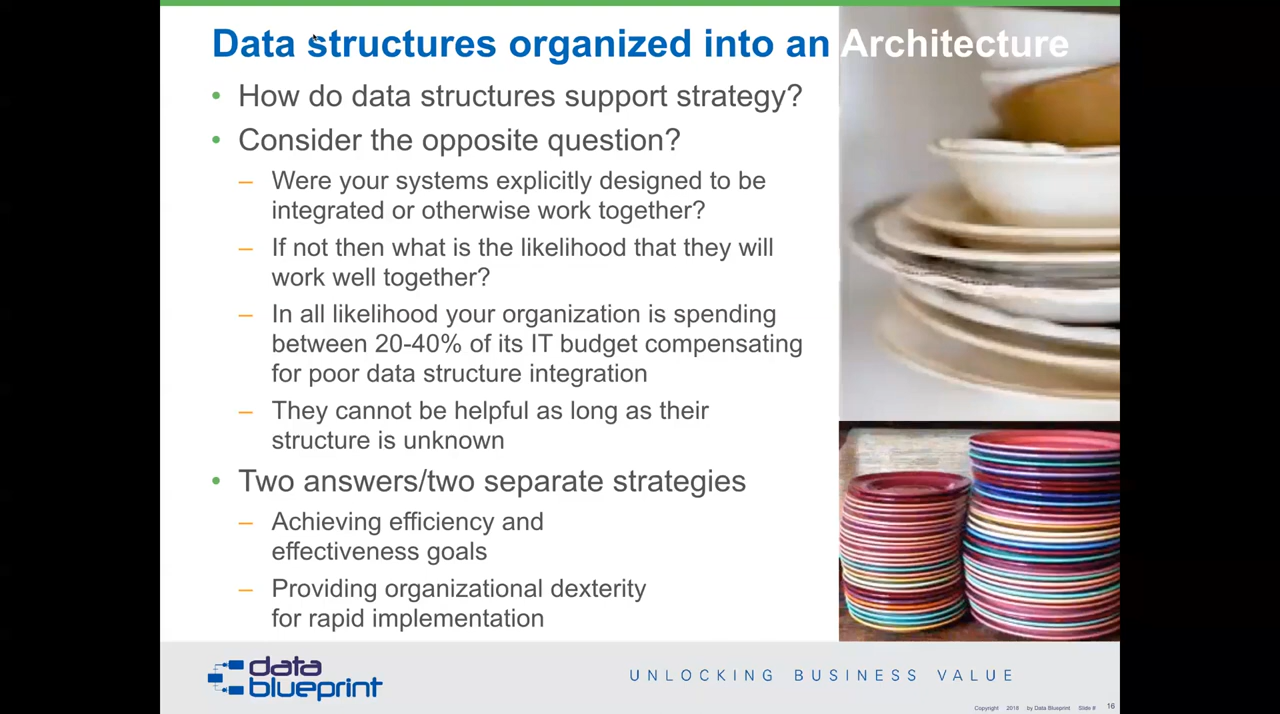 Data structures organized into an Architecture
• How do data structures support strategy?
• Consider the opposite question?
– Were your systems explicitly designed to be
integrated or otherwise work together?
– If not then what is the likelihood that they will
work well together?
– In all likelihood your organization is spending
between 20-40% of its IT budget compensating
for poor data structure integration
– They cannot be helpful as long as their
structure is unknown
• Two answers/two separate strategies
– Achieving efficiency and
effectiveness goals
– Providing organizational dexterity
for rapid implementation
data
blueprint
UNLOCKING BUSINESS VALUE
Copyright 2018 by Data Blueprint Slide # 16